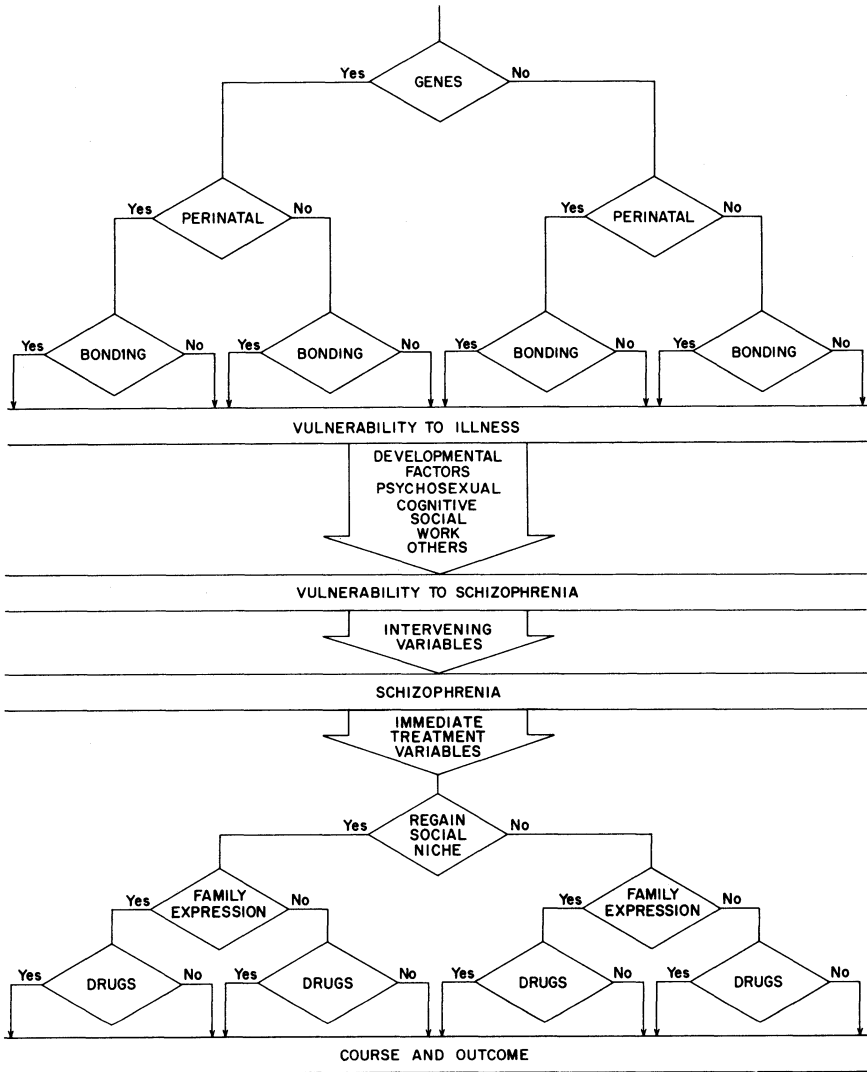 Yes GENES No
Yes PERINATAL No Yes PERINATAL No
Yes BONDING No Yes BONDING No Yes BONDING No Yes BONDING No
VULNERABILITY TO ILLNESS
DEVELOPMENTAL
FACTORS
PSYCHOSEXUAL
COGNITIVE
SOCIAL
WORK
OTHERS
VULNERABILITY TO SCHIZOPHRENIA
INTERVENING
VARIABLES
SCHIZOPHRENIA
IMMEDIATE
TREATMENT
VARIABLES
Yes REGAIN No
SOCIAL
NICHE
Yes FAMILY No Yes FAMILY No
EXPRESSION EXPRESSION
Yes DRUGS No Yes DRUGS No Yes DRUGS No Yes DRUGS No
COURSE AND OUTCOME